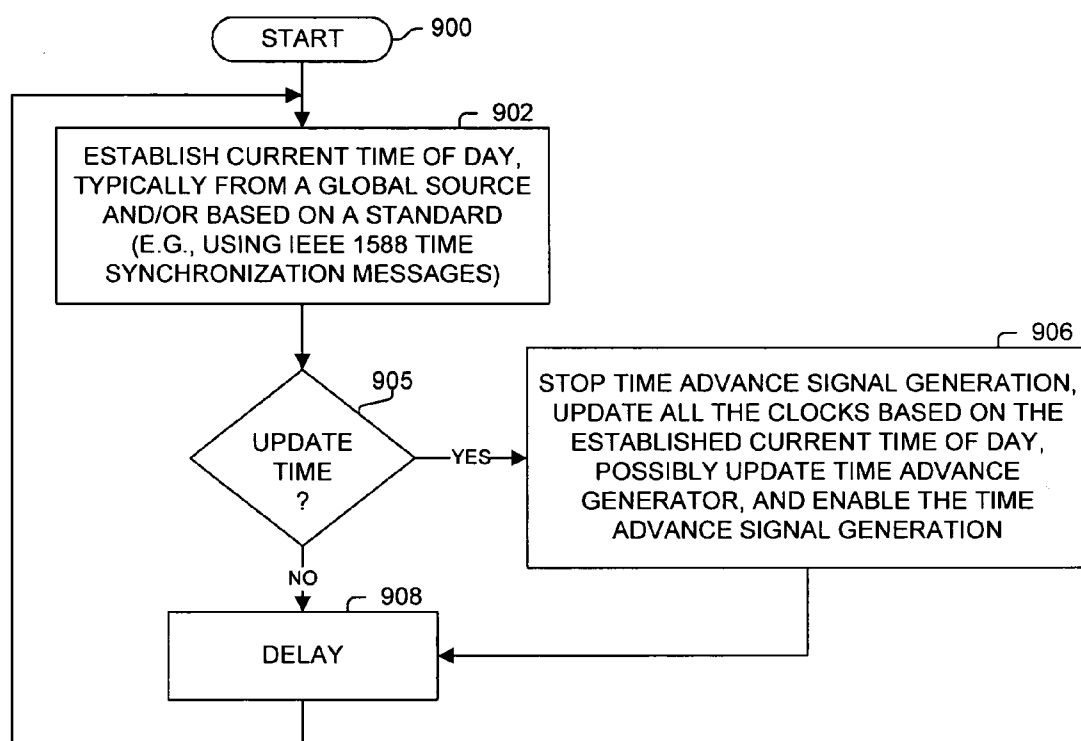 START
900
902
ESTABLISH CURRENT TIME OF DAY,
TYPICALLY FROM A GLOBAL SOURCE
AND/OR BASED ON A STANDARD
(E.G., USING IEEE 1588 TIME
SYNCHRONIZATION MESSAGES)
905
UPDATE
TIME
?
YES
906
STOP TIME ADVANCE SIGNAL GENERATION,
UPDATE ALL THE CLOCKS BASED ON THE
ESTABLISHED CURRENT TIME OF DAY,
POSSIBLY UPDATE TIME ADVANCE
GENERATOR, AND ENABLE THE TIME
ADVANCE SIGNAL GENERATION
NO
908
DELAY